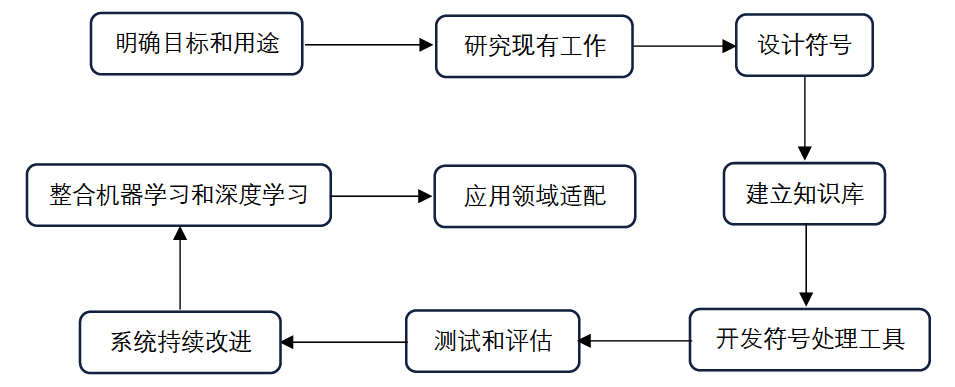 明确目标和用途
研究现有工作
设计符号
建立知识库
开发符号处理工具
测试和评估
系统持续改进
整合机器学习和深度学习
应用领域适配